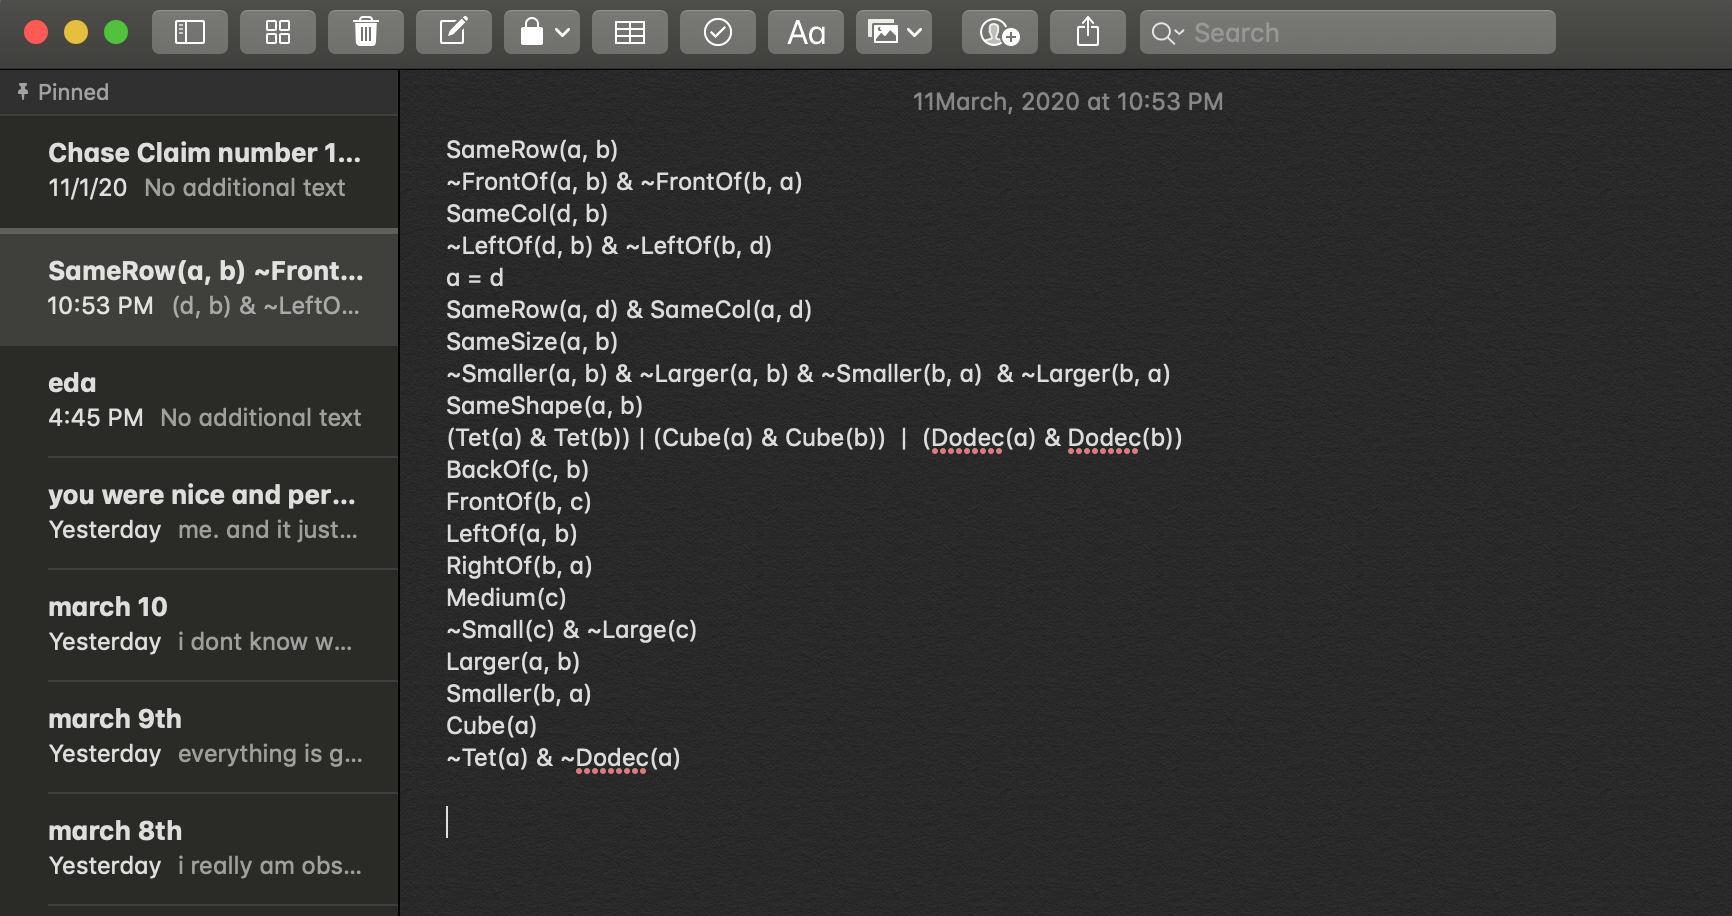 Aa
Search
Pinned
Chase Claim number 1...
11/1/20 No additional text
SameRow(a, b) ~Front...
10:53 PM (d, b) & ~LeftO...
eda
4:45 PM No additional text
you were nice and per...
Yesterday me. and it just...
march 10
Yesterday i dont know w...
march 9th
Yesterday everything is g...
march 8th
Yesterday i really am obs...
11March, 2020 at 10:53 PM
SameRow(a, b)
~FrontOf(a, b) & ~FrontOf(b, a)
SameCol(d, b)
~LeftOf(d, b) & ~LeftOf(b, d)
a = d
SameRow(a, d) & SameCol(a, d)
SameSize(a, b)
~Smaller(a, b) & ~Larger(a, b) & ~Smaller(b, a)  & ~Larger(b, a)
SameShape(a, b)
(Tet(a) & Tet(b)) | (Cube(a) & Cube(b))  |  (Dodec(a) & Dodec(b))
BackOf(c, b)
FrontOf(b, c)
LeftOf(a, b)
RightOf(b, a)
Medium(c)
~Small(c) & ~Large(c)
Larger(a, b)
Smaller(b, a)
Cube(a)
~Tet(a) & ~Dodec(a)